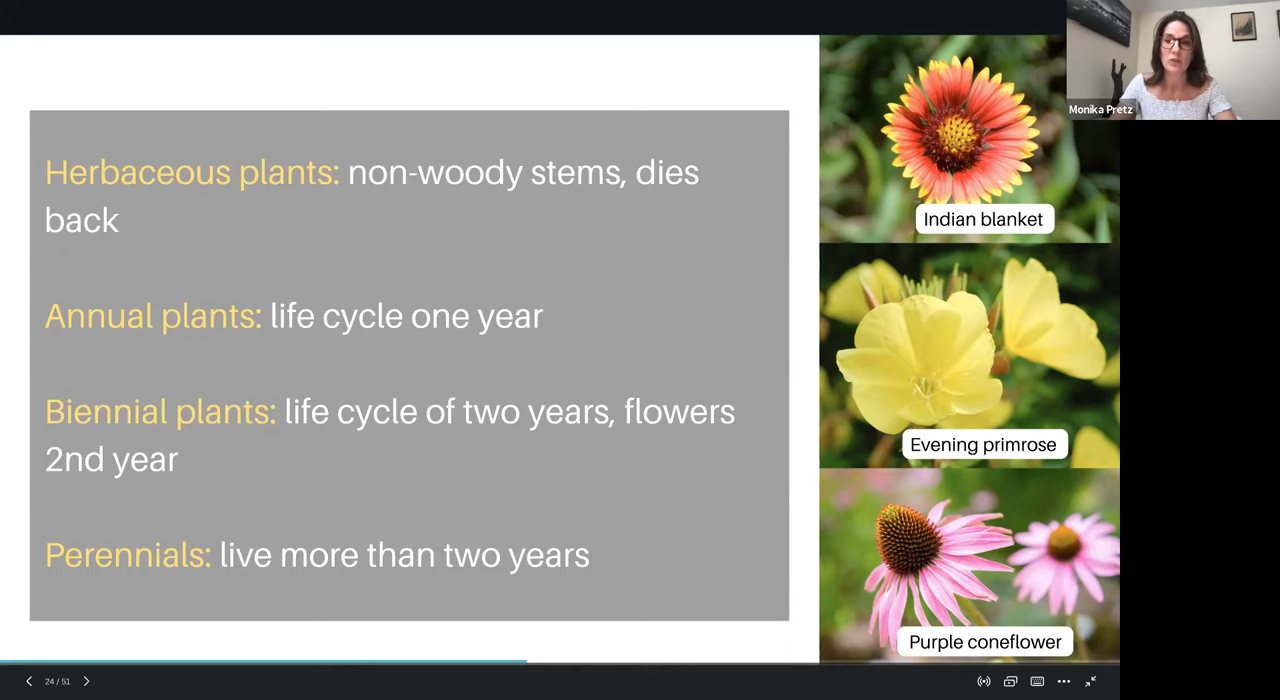 Herbaceous plants: non-woody stems, dies
back
Annual plants: life cycle one year
Biennial plants: life cycle of two years, flowers
2nd year
Perennials: live more than two years
Indian blanket
Evening primrose
Purple coneflower
Monika Pretz
24 / 51